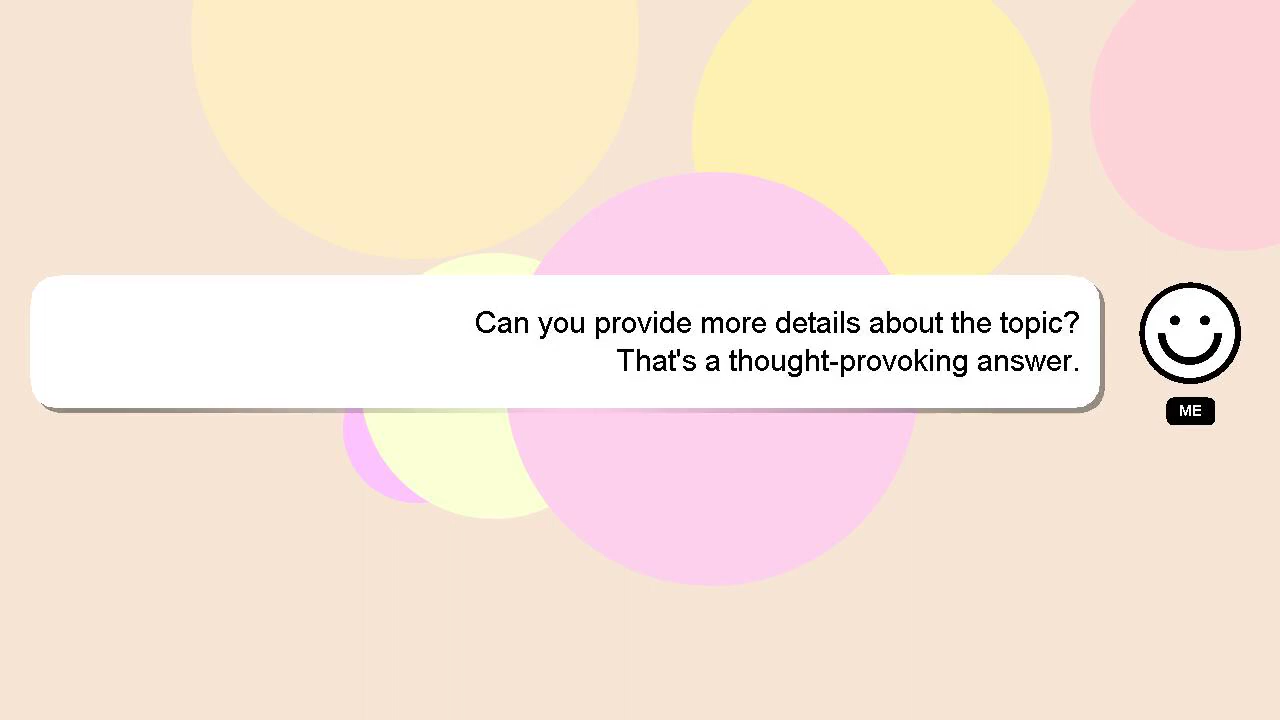 Can you provide more details about the topic?
That's a thought-provoking answer.
ME